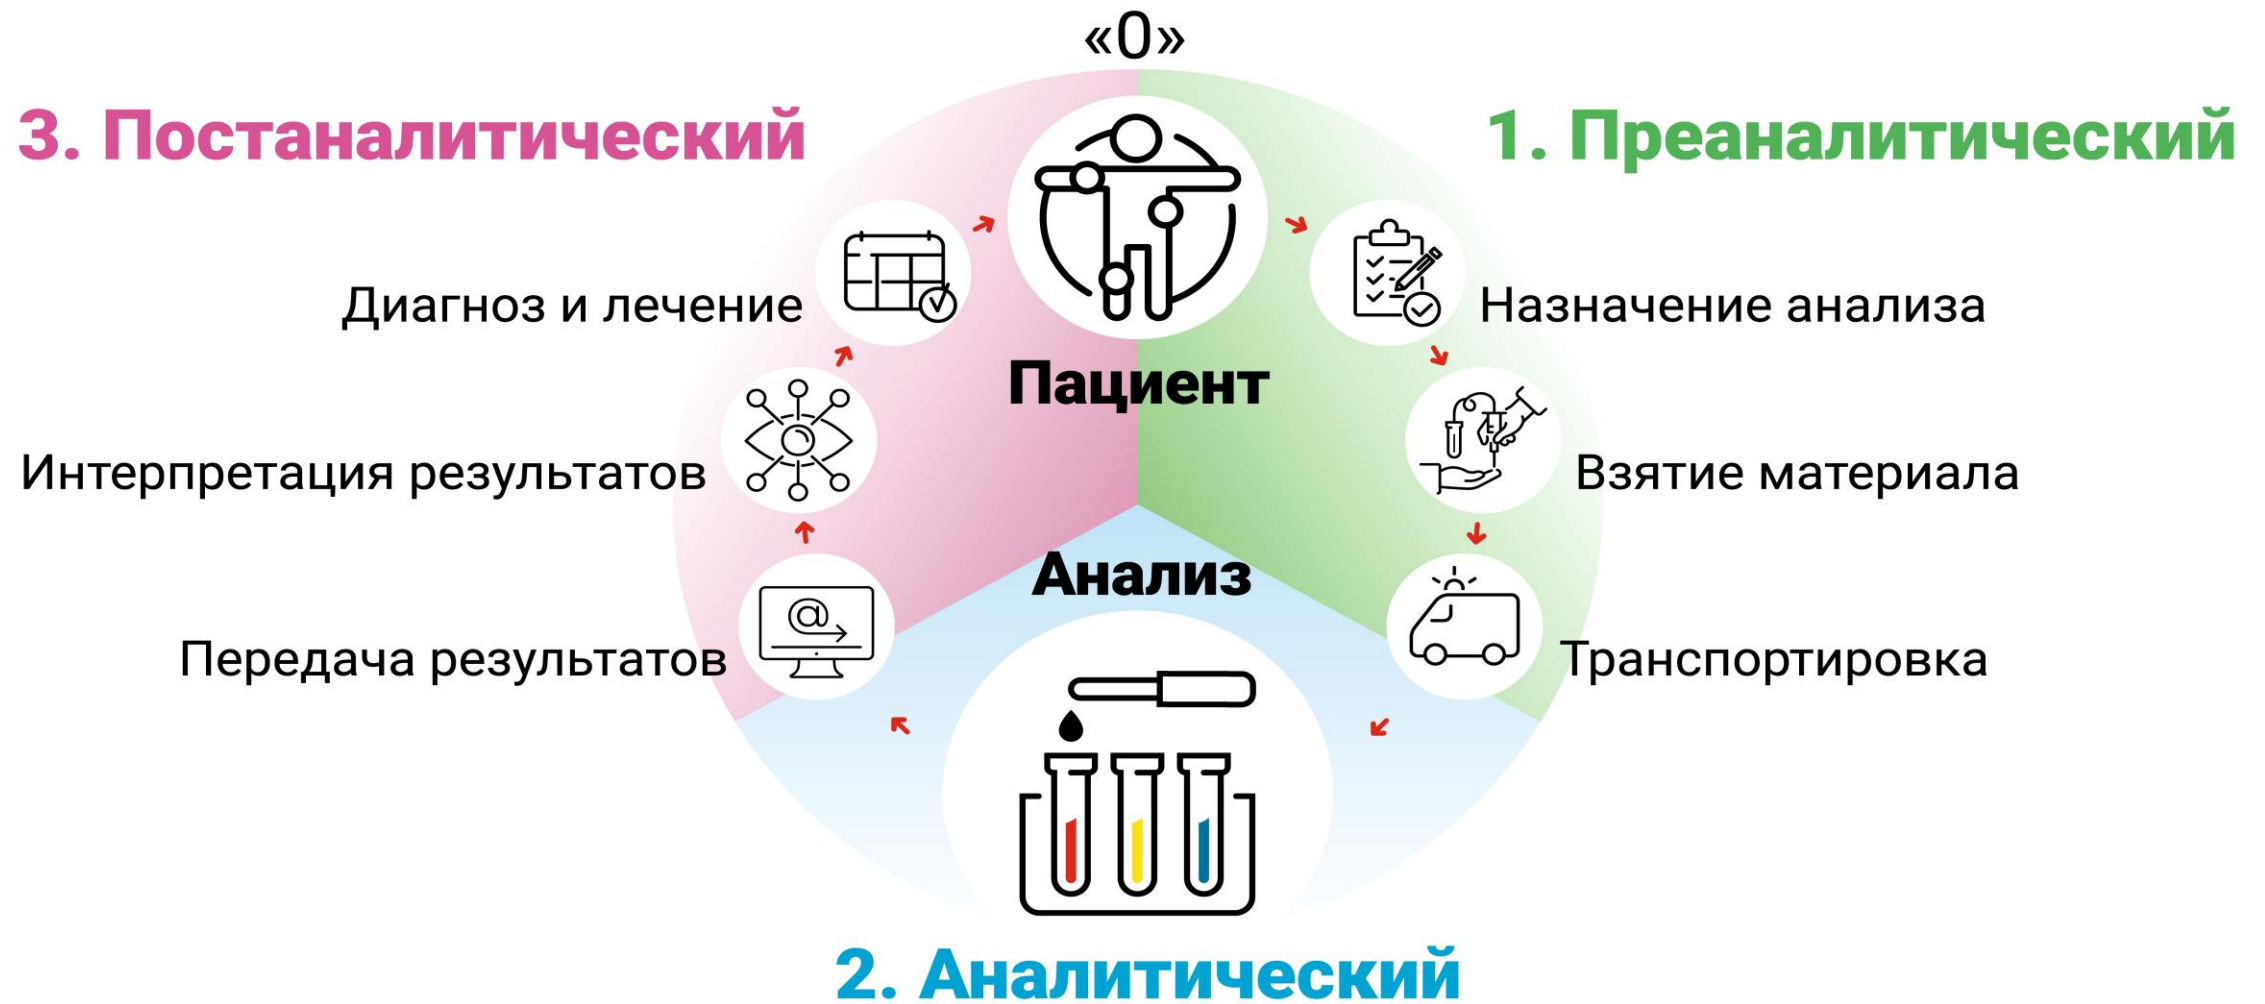 «0»
3. Постаналитический
1. Преаналитический
Диагноз и лечение
Назначение анализа
Пациент
Интерпретация результатов
Взятие материала
Анализ
Передача результатов
@
Транспортировка
2. Аналитический